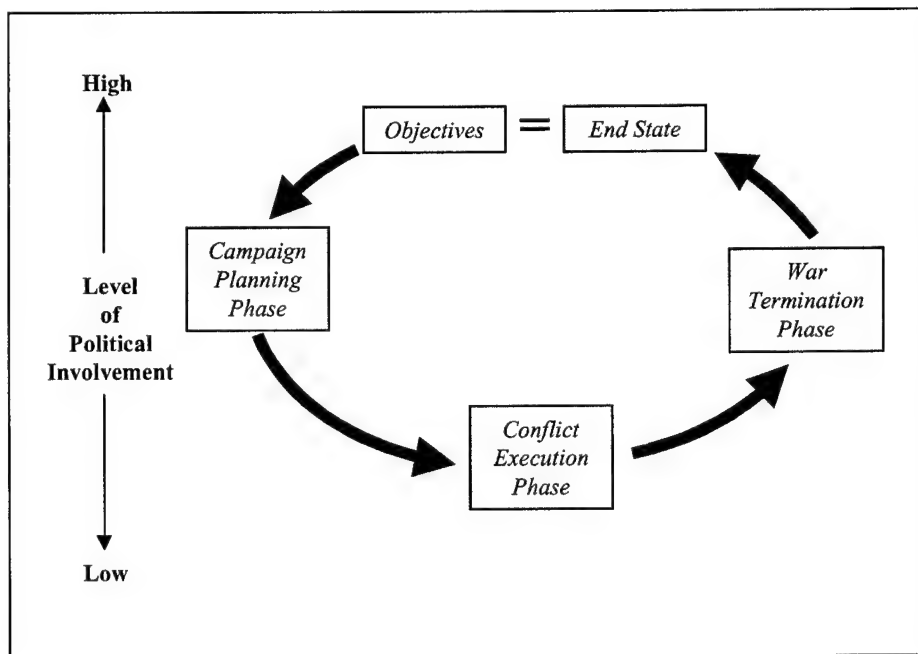 High
Objectives = End State
Campaign
Planning
Phase
War
Termination
Phase
Level
of
Political
Involvement
Conflict
Execution
Phase
Low